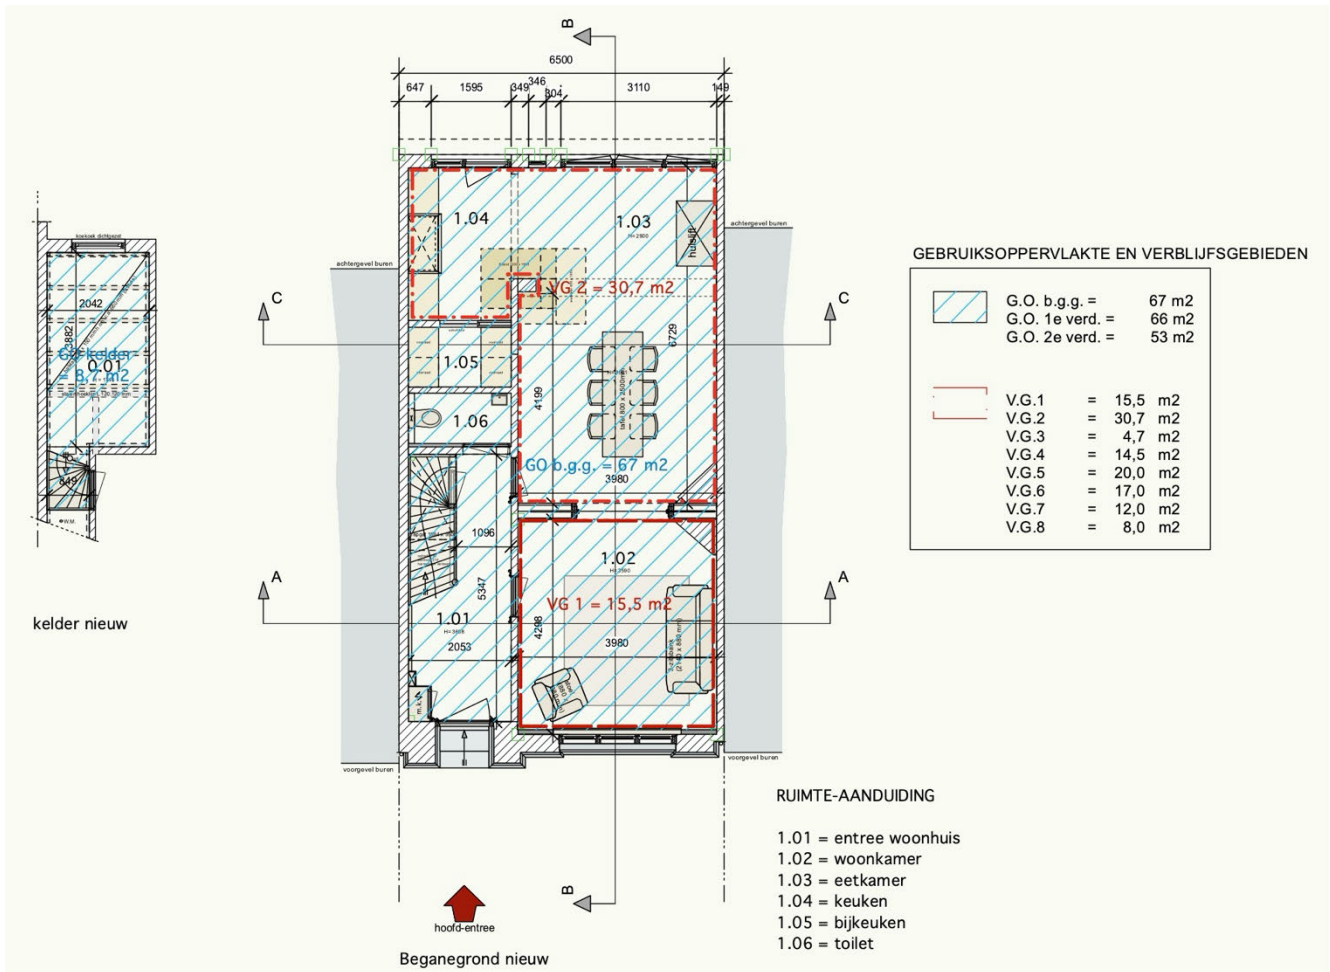 B
6500
647 1595 349 346 304 3110 149
1.04
1.03
H=2800
huislift
achtergevel buren
achtergevel buren
VG 2 = 30,7 m2
C
C
6729
1.05
4199
1.06
GO b.g.g. = 67 m2
3980
1096
1.02
5347
VG 1 = 15,5 m2
A
A
1.01
4298
2053
3980
m.k.
voorgevel buren
voorgevel buren
B
hoofd-entree
Beganegrond nieuw
koekoek dichtgezet
2042
3882
GO kelder
= 8,7 m2
0.01
849
W.M.
kelder nieuw
GEBRUIKSOPPERVLAKTE EN VERBLIJFSGEBIEDEN
G.O. b.g.g. = 67 m2
G.O. 1e verd. = 66 m2
G.O. 2e verd. = 53 m2
V.G.1 = 15,5 m2
V.G.2 = 30,7 m2
V.G.3 = 4,7 m2
V.G.4 = 14,5 m2
V.G.5 = 20,0 m2
V.G.6 = 17,0 m2
V.G.7 = 12,0 m2
V.G.8 = 8,0 m2
RUIMTE-AANDUIDING
1.01 = entree woonhuis
1.02 = woonkamer
1.03 = eetkamer
1.04 = keuken
1.05 = bijkeuken
1.06 = toilet